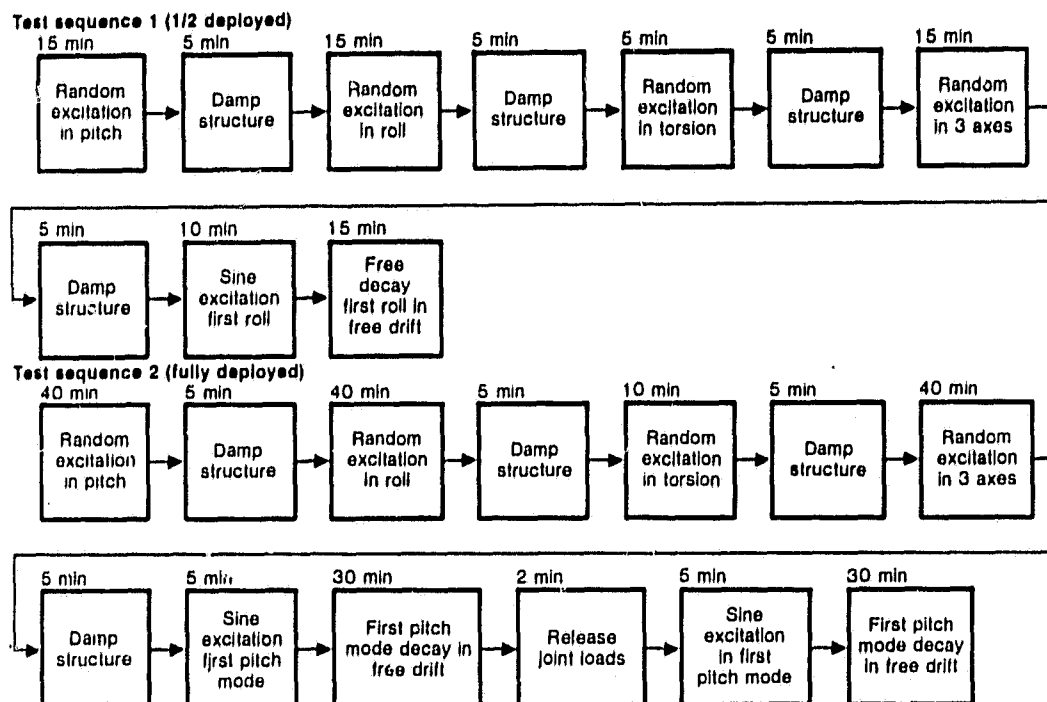 Test sequence 1 (1/2 deployed)
15 min
5 min
15 min
5 min
5 min
5 min
15 min
Random
excitation
in pitch
Damp
structure
Random
excitation
in roll
Damp
structure
Random
excitation
in torsion
Damp
structure
Random
excitation
in 3 axes
5 min
10 min
15 min
Damp
structure
Sine
excitation
first roll
Free
decay
first roll in
free drift
Test sequence 2 (fully deployed)
40 min
5 min
40 min
5 min
10 min
5 min
40 min
Random
excitation
in pitch
Damp
structure
Random
excitation
in roll
Damp
structure
Random
excitation
in torsion
Damp
structure
Random
excitation
in 3 axes
5 min
5 min
30 min
2 min
5 min
30 min
Damp
structure
Sine
excitation
first pitch
mode
First pitch
mode decay in
free drift
Release
joint loads
Sine
excitation
in first
pitch mode
First pitch
mode decay
in free drift